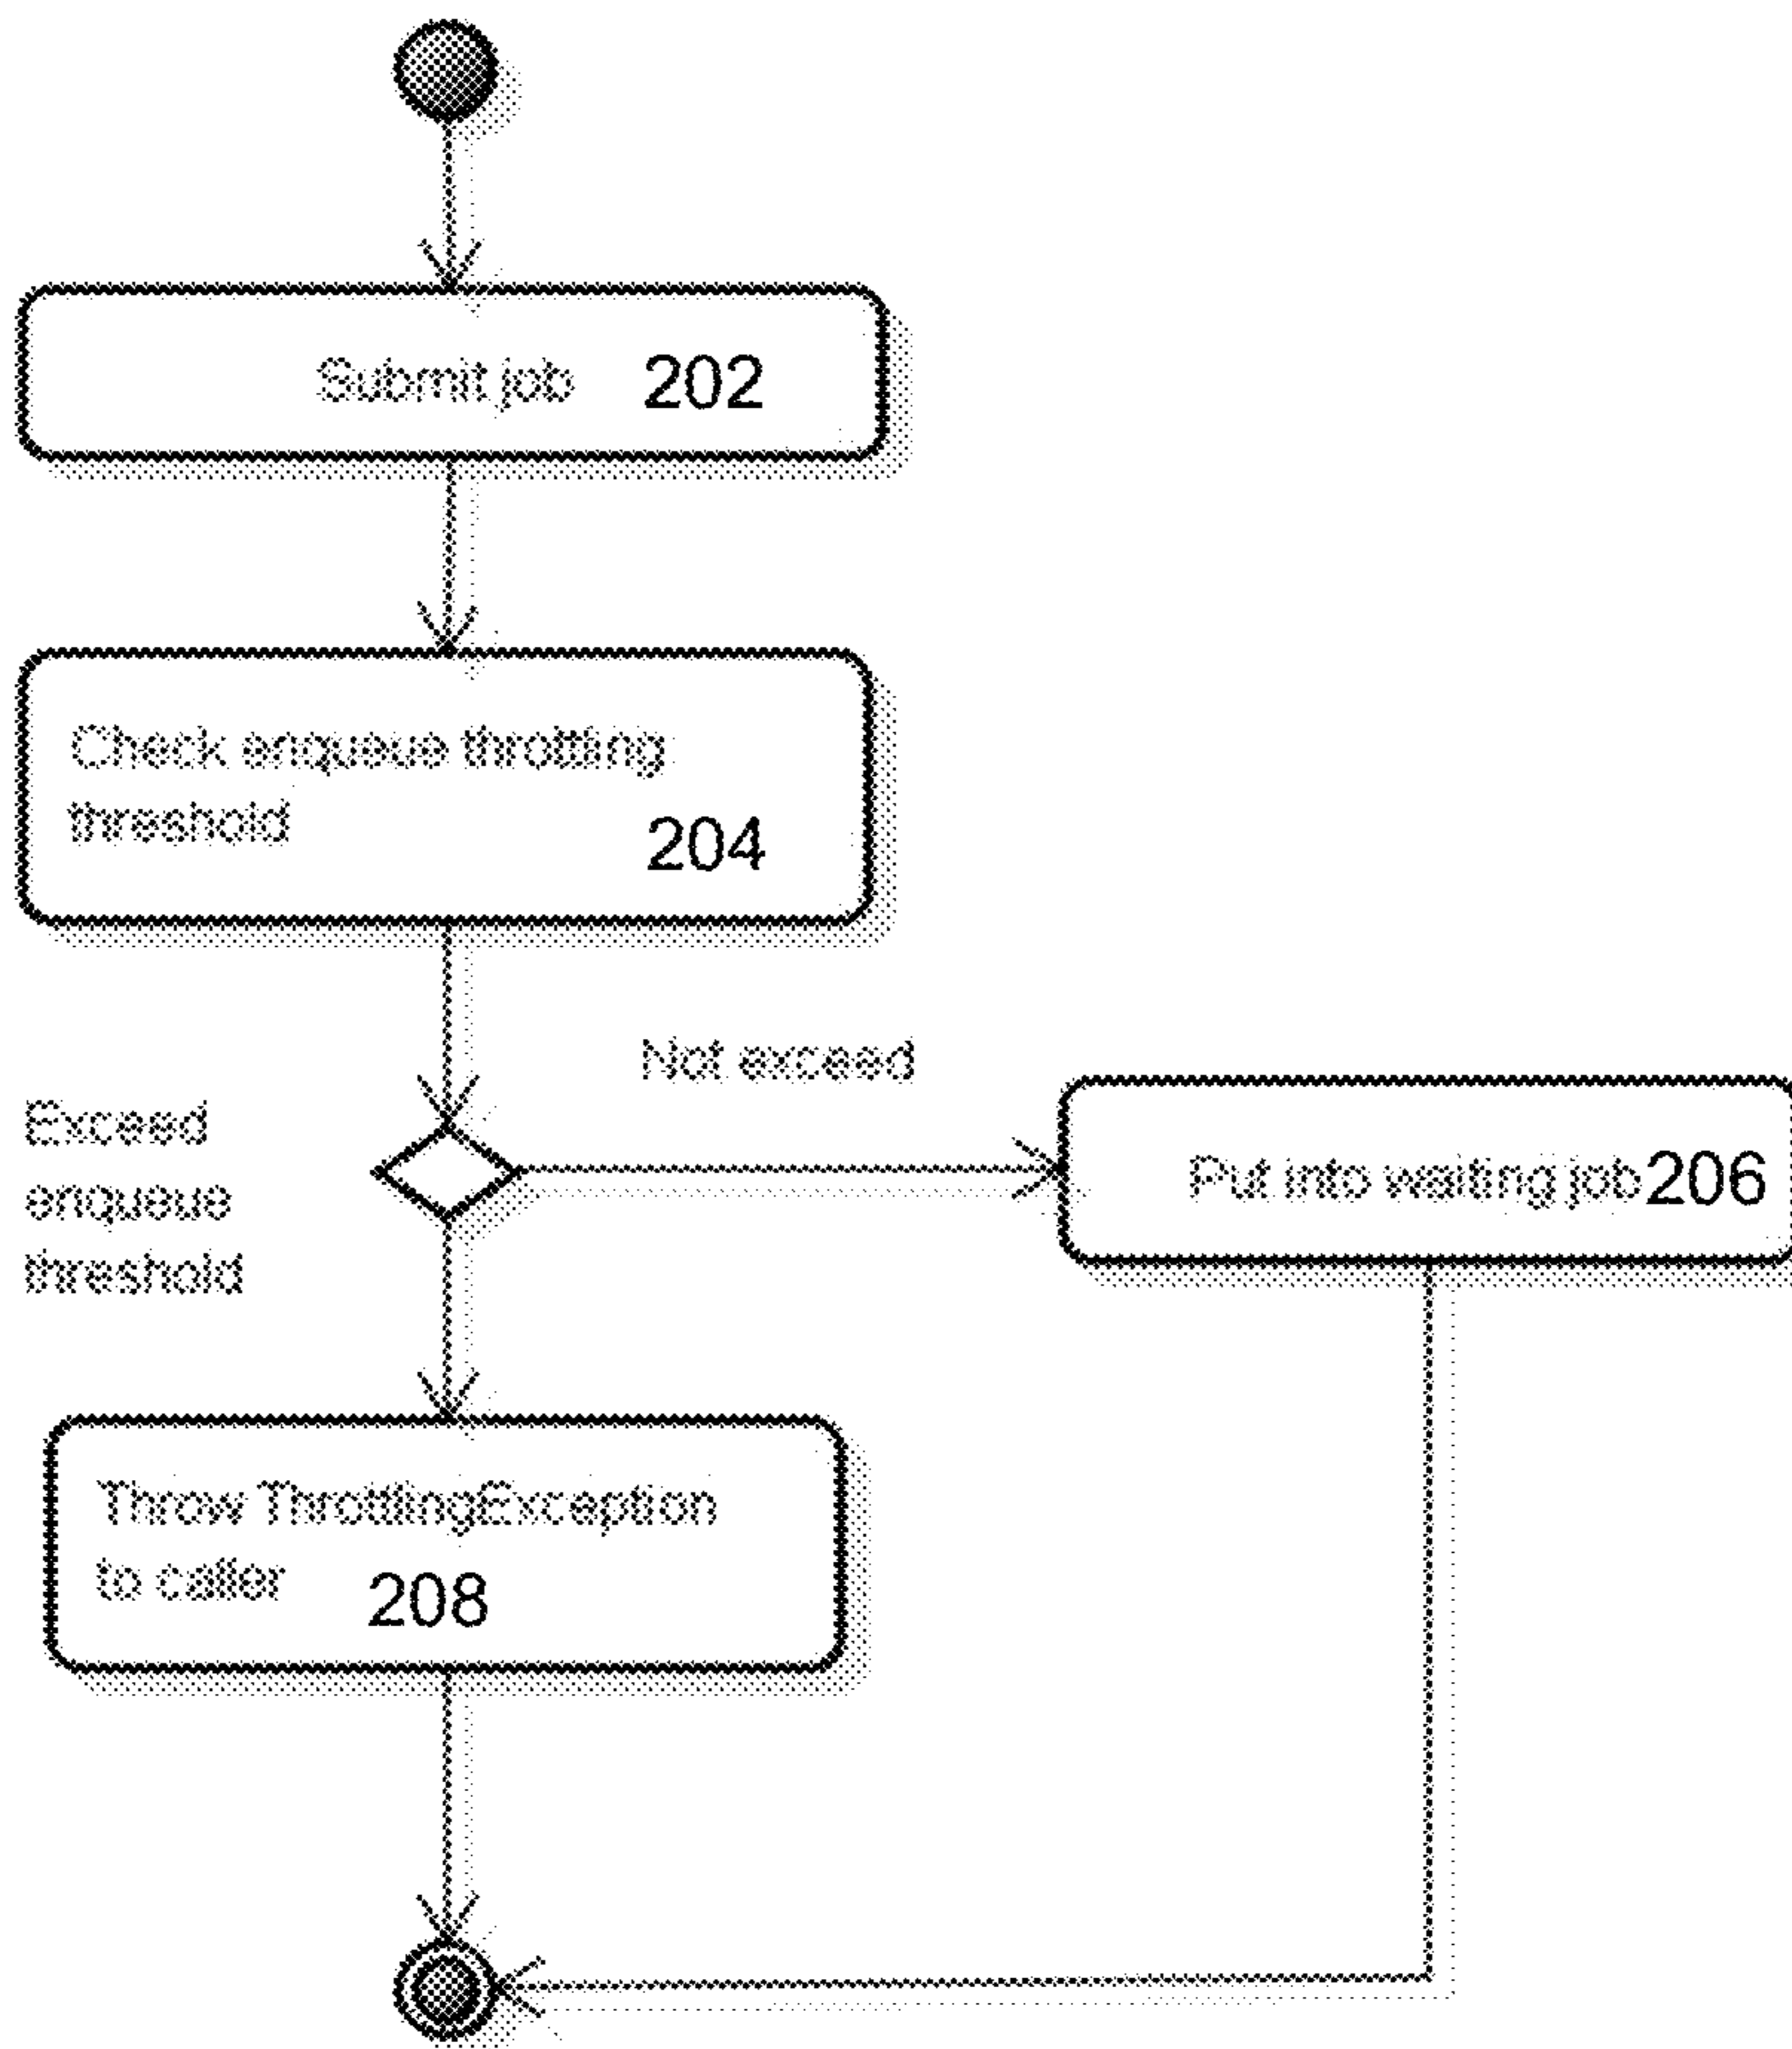 Submit job 202
Check enqueue throttling
threshold
204
Not exceed
Exceed
enqueue
threshold
Put into waiting job 206
Throw ThrottlingException
to caller 208